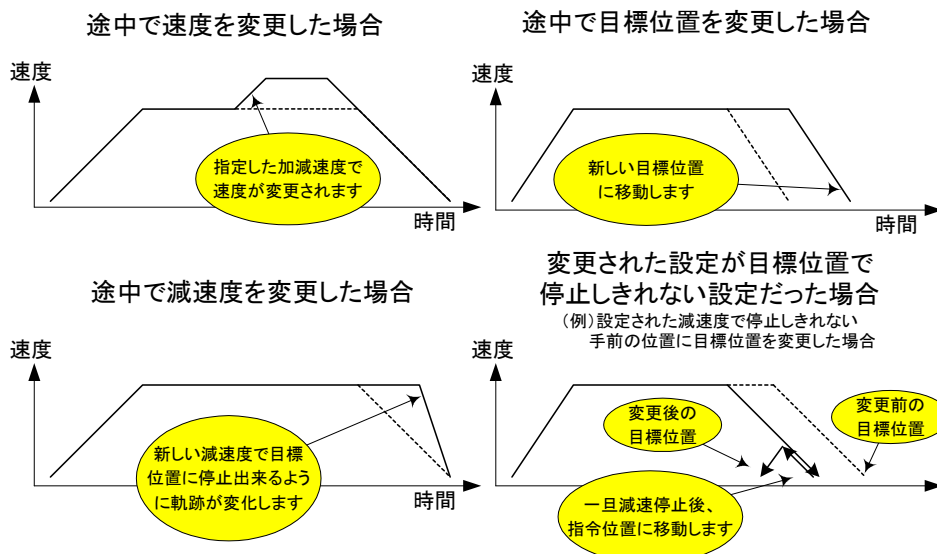 途中で速度を変更した場合
速度
指定した加減速度で
速度が変更されます
時間
途中で目標位置を変更した場合
速度
新しい目標位置
に移動します
時間
途中で減速度を変更した場合
速度
新しい減速度で目標
位置に停止出来るよう
に軌跡が変化します
時間
変更された設定が目標位置で
停止しきれない設定だった場合
(例)設定された減速度で停止しきれない
手前の位置に目標位置を変更した場合
速度
変更後の
目標位置
変更前の
目標位置
一旦減速停止後、
指令位置に移動します